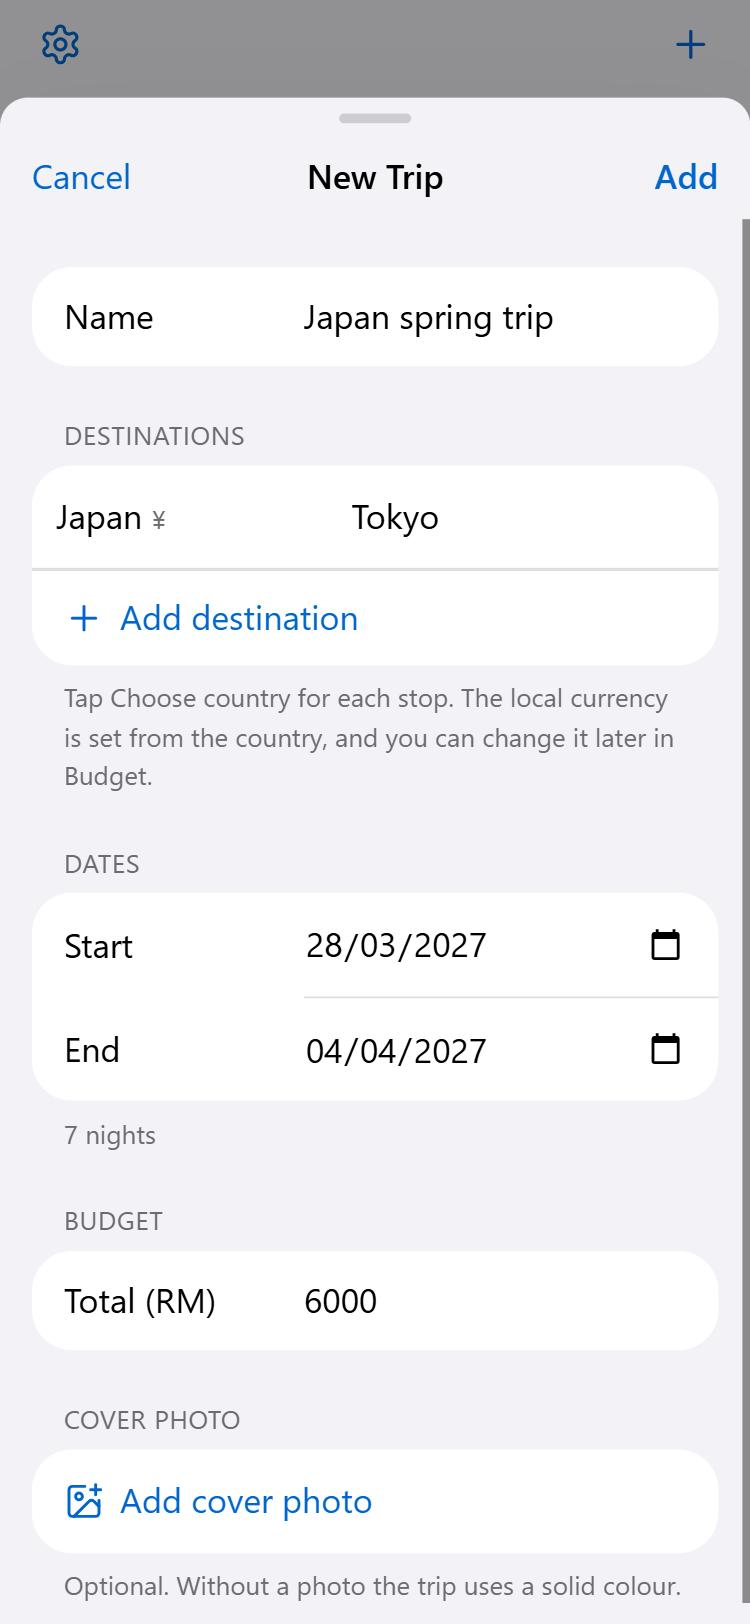 Cancel New Trip Add
Name Japan spring trip
DESTINATIONS
Japan ¥ Tokyo
Add destination
Tap Choose country for each stop. The local currency
is set from the country, and you can change it later in
Budget.
DATES
Start 28/03/2027
End 04/04/2027
7 nights
BUDGET
Total (RM) 6000
COVER PHOTO
Add cover photo
Optional. Without a photo the trip uses a solid colour.